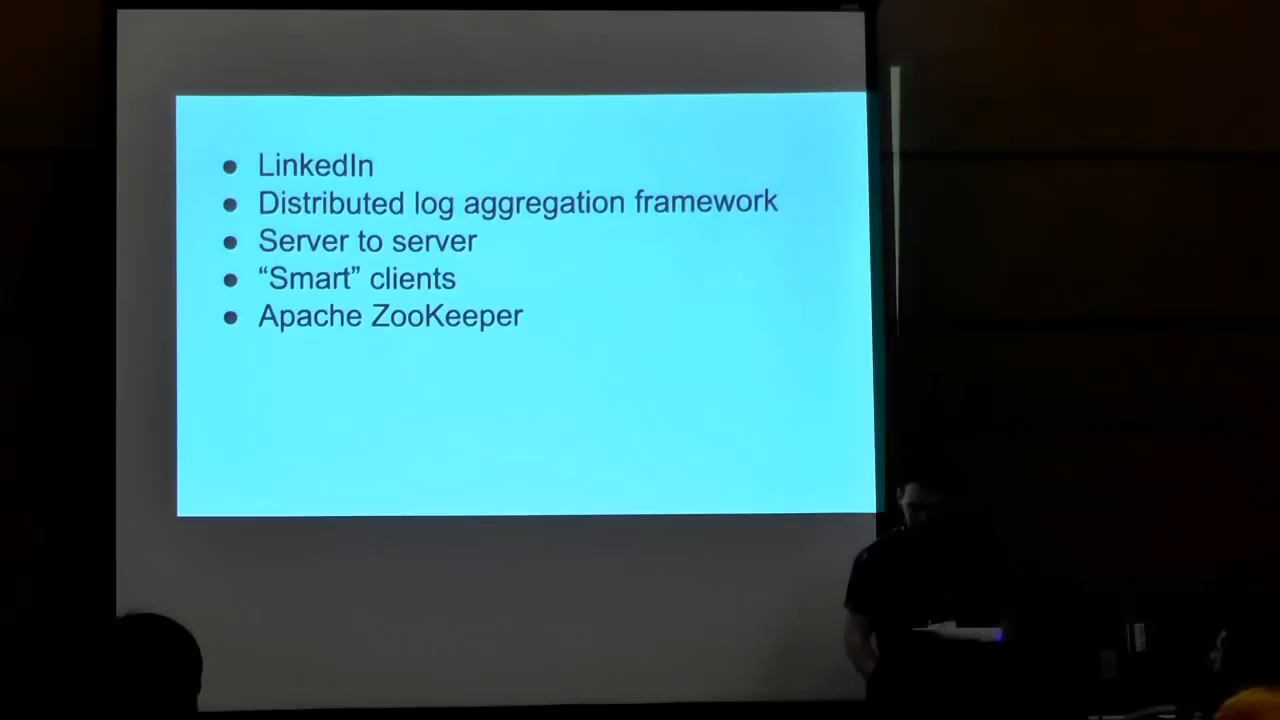 ● LinkedIn
● Distributed log aggregation framework
● Server to server
● “Smart” clients
● Apache ZooKeeper